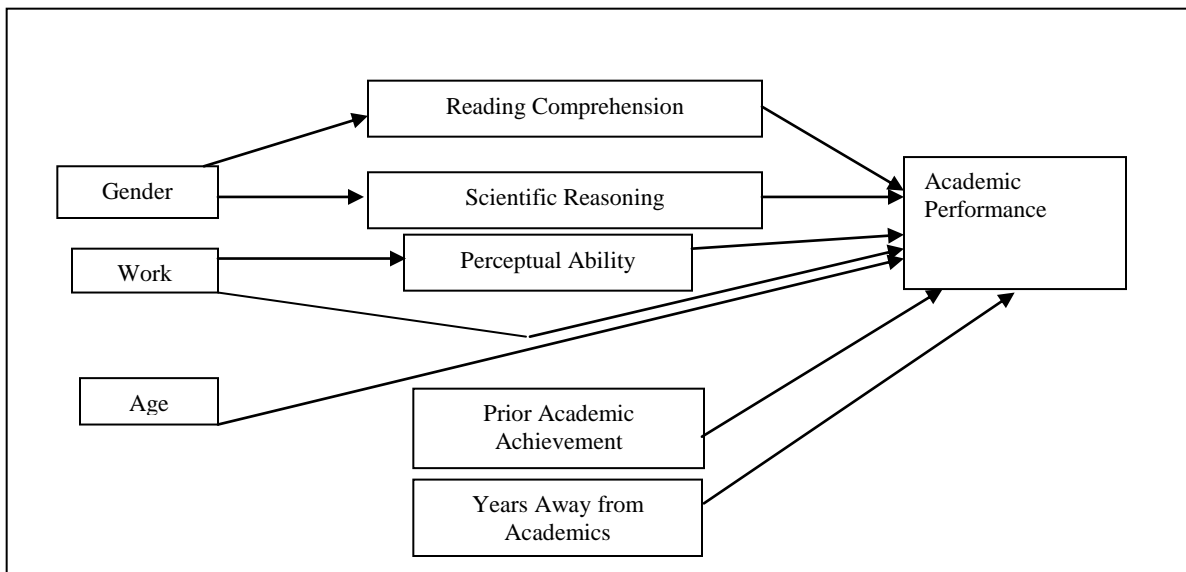 Reading Comprehension
Gender
Scientific Reasoning
Academic
Performance
Work
Perceptual Ability
Age
Prior Academic
Achievement
Years Away from
Academics